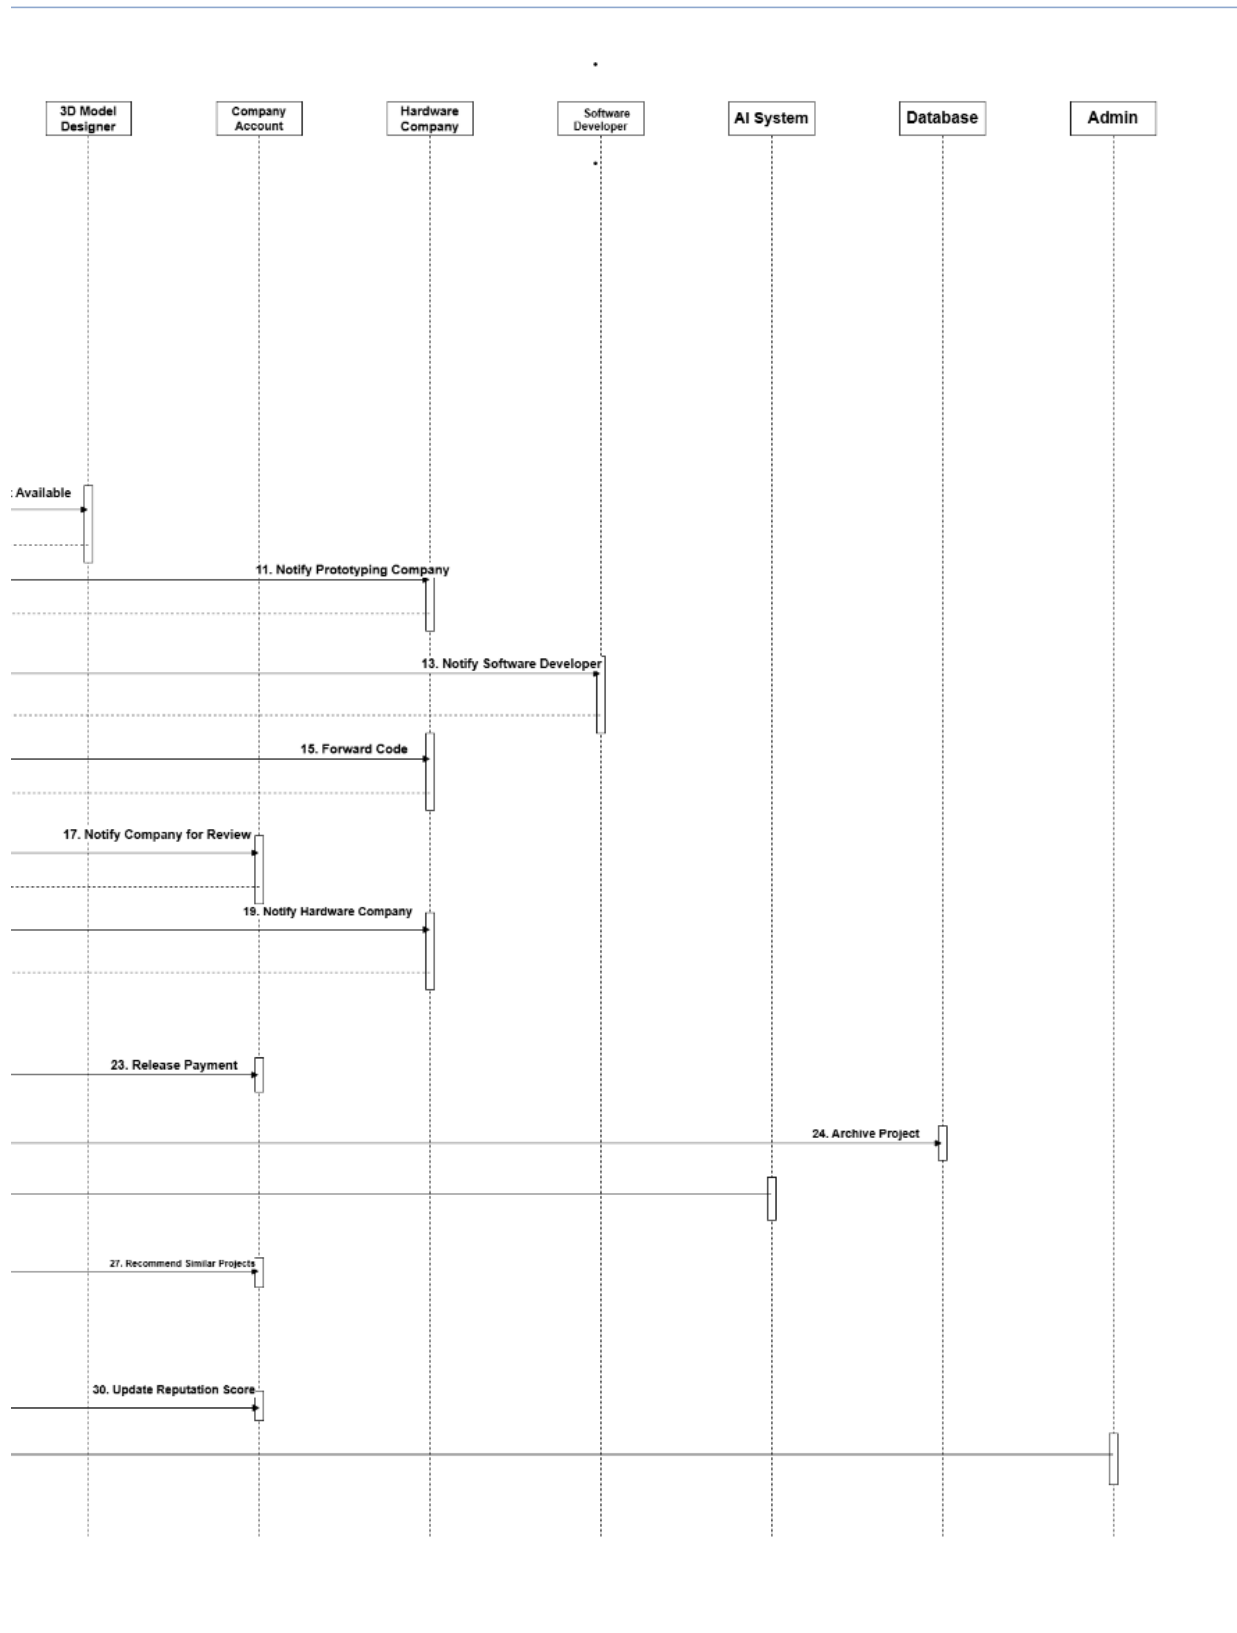 3D Model
Designer
Company
Account
Hardware
Company
Software
Developer
AI System
Database
Admin
Available
11. Notify Prototyping Company
13. Notify Software Developer
15. Forward Code
17. Notify Company for Review
19. Notify Hardware Company
23. Release Payment
24. Archive Project
27. Recommend Similar Projects
30. Update Reputation Score